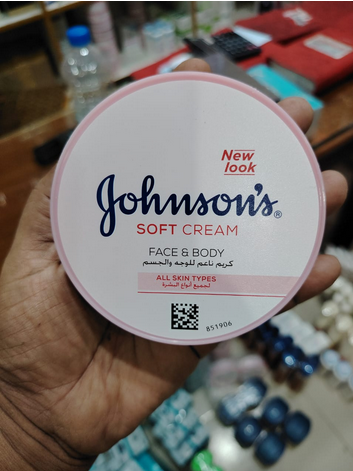 New
look
Johnson's®
SOFT CREAM
FACE & BODY
كريم ناعم للوجه والجسم
ALL SKIN TYPES
لجميع أنواع البشرة
851906